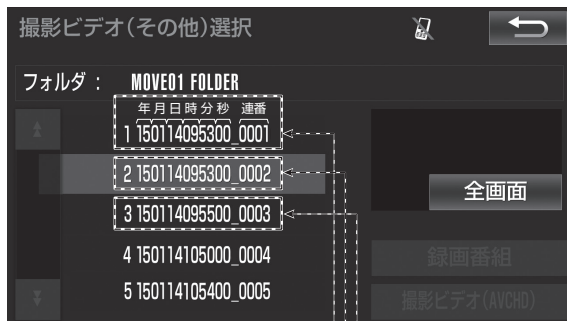 撮影ビデオ(その他)選択
フォルダ： MOVE01 FOLDER
年月日時分秒 連番
1 150114095300_0001
2 150114095300_0002
全画面
3 150114095500_0003
4 150114105000_0004
録画番組
5 150114105400_0005
撮影ビデオ(AVCHD)